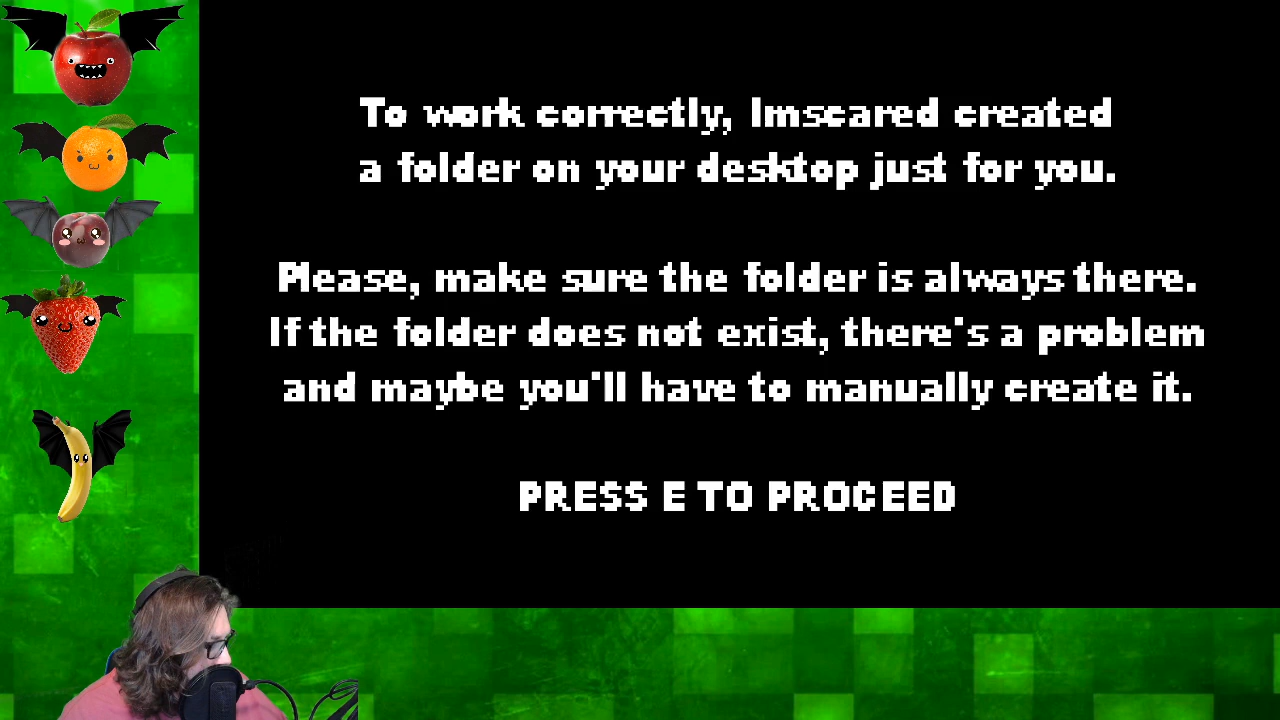 To work correctly, Imscared created
a folder on your desktop just for you.
Please, make sure the folder is always there.
If the folder does not exist, there's a problem
and maybe you'll have to manually create it.
PRESS E TO PROCEED